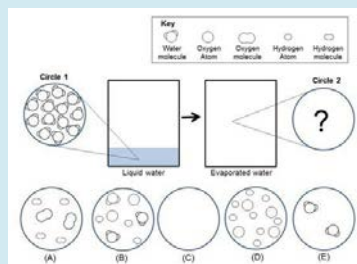 Key
Water molecule
Oxygen Atom
Oxygen molecule
Hydrogen Atom
Hydrogen molecule
Circle 1
Circle 2
?
Liquid water
Evaporated water
(A) (B) (C) (D) (E)